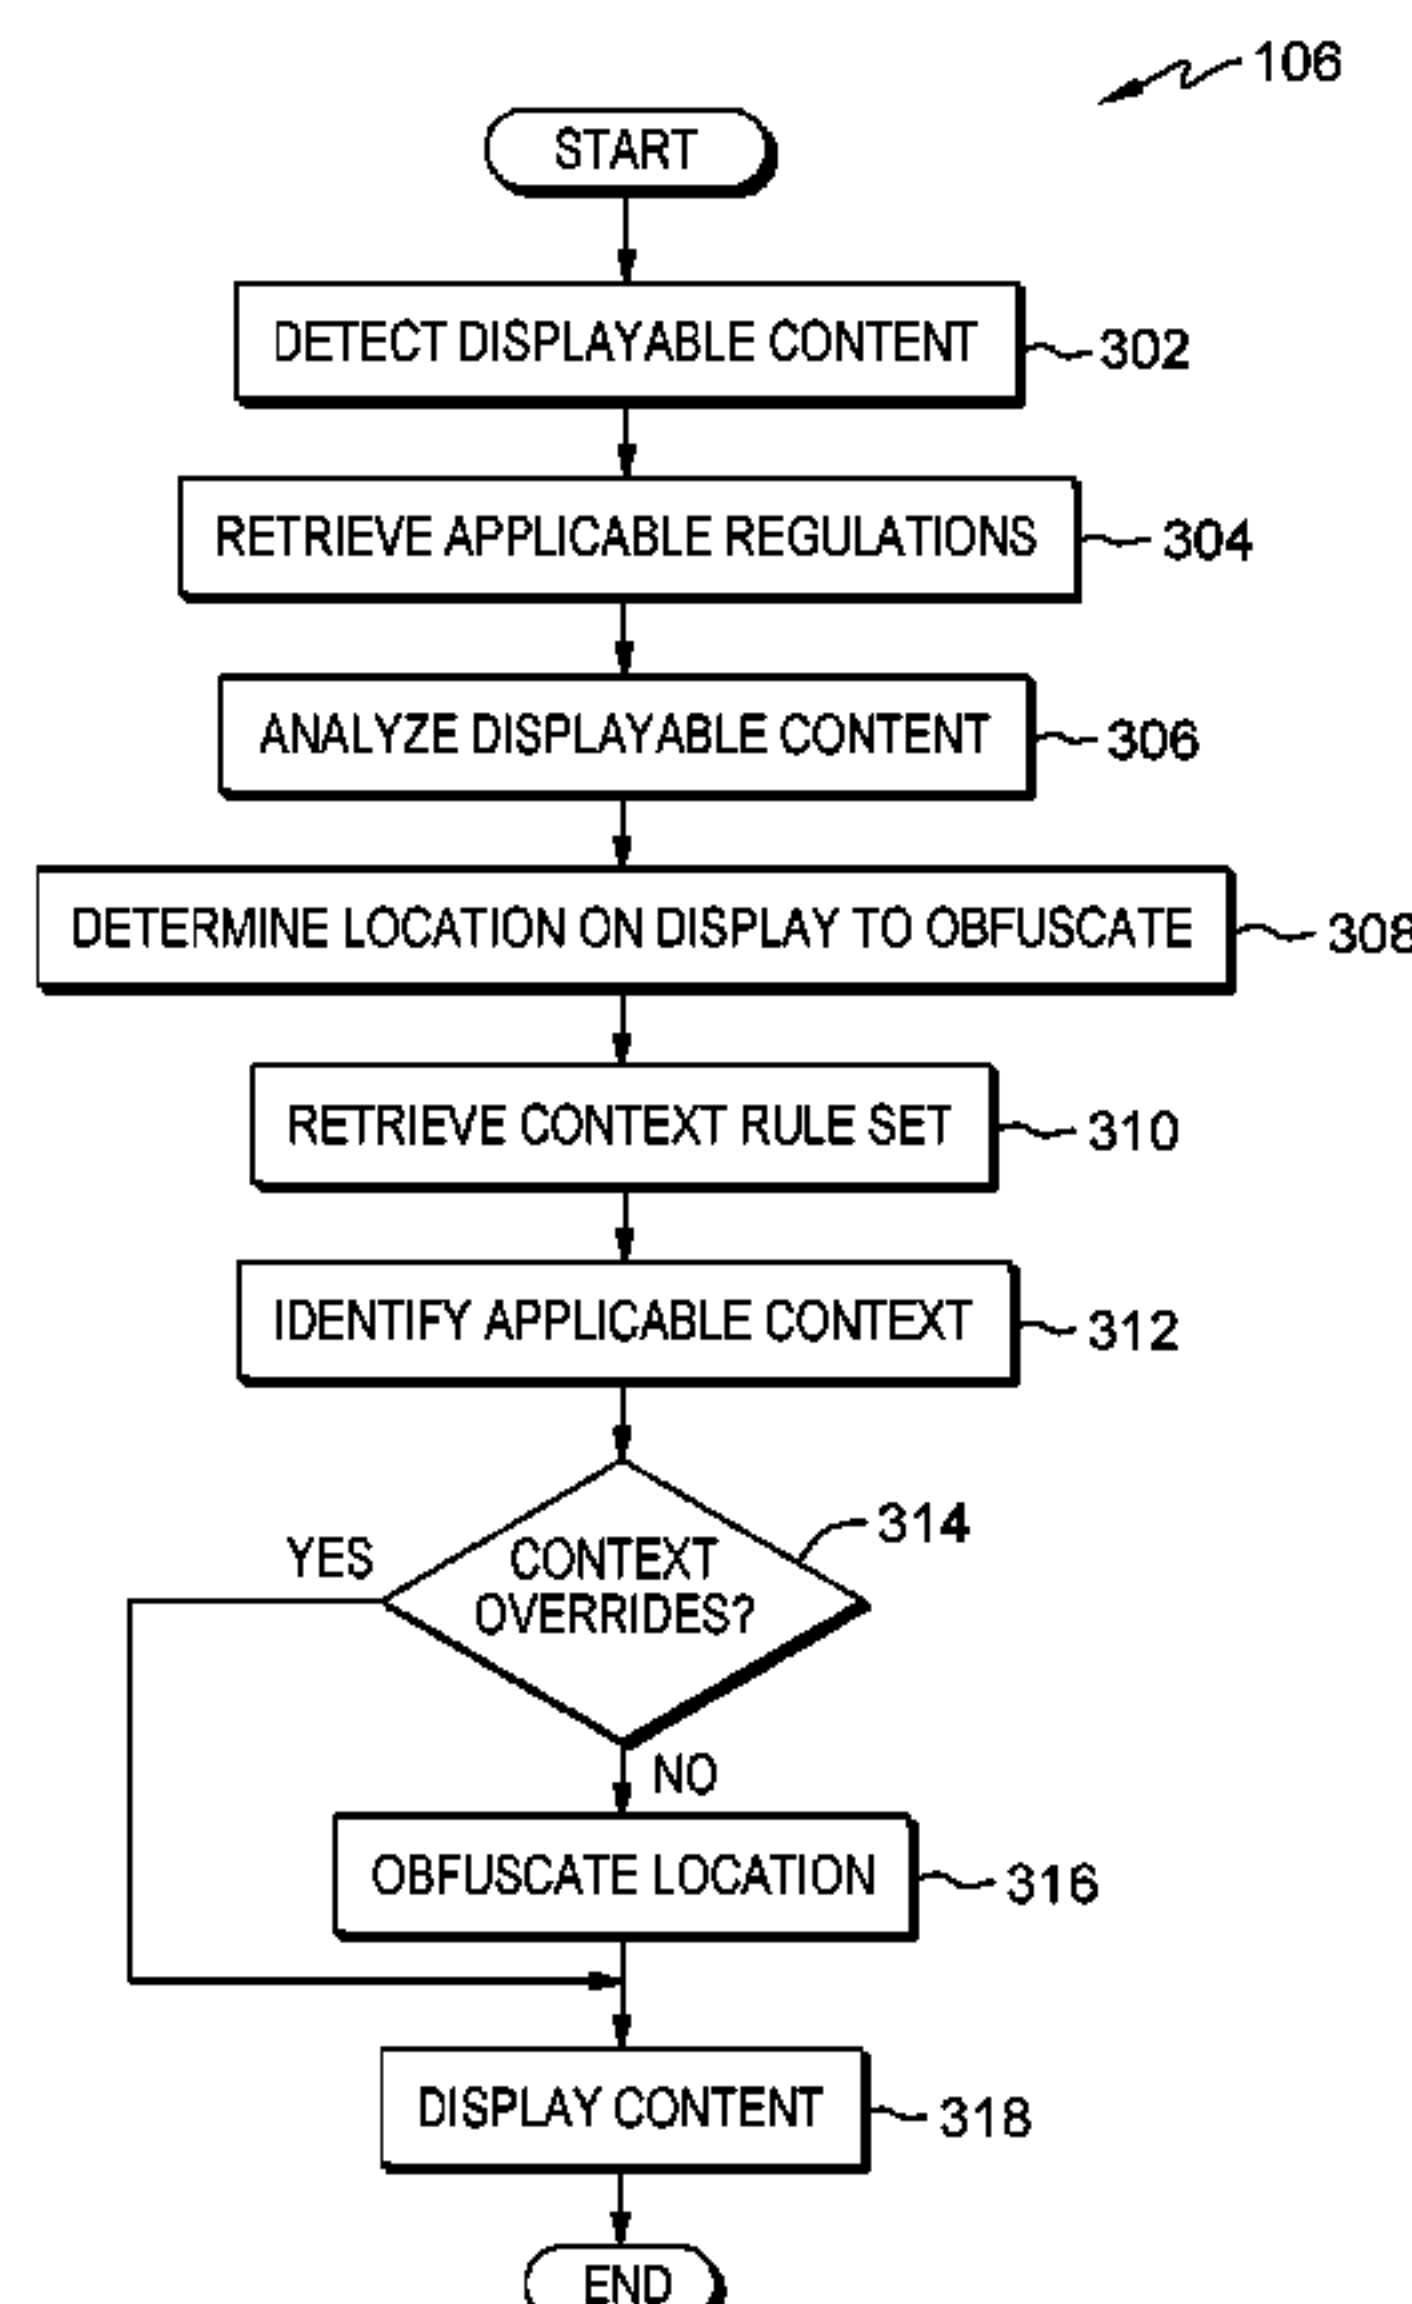 106
START
DETECT DISPLAYABLE CONTENT
302
RETRIEVE APPLICABLE REGULATIONS
304
ANALYZE DISPLAYABLE CONTENT
306
DETERMINE LOCATION ON DISPLAY TO OBFUSCATE
308
RETRIEVE CONTEXT RULE SET
310
IDENTIFY APPLICABLE CONTEXT
312
314
YES
CONTEXT
OVERRIDES?
NO
OBFUSCATE LOCATION
316
DISPLAY CONTENT
318
END